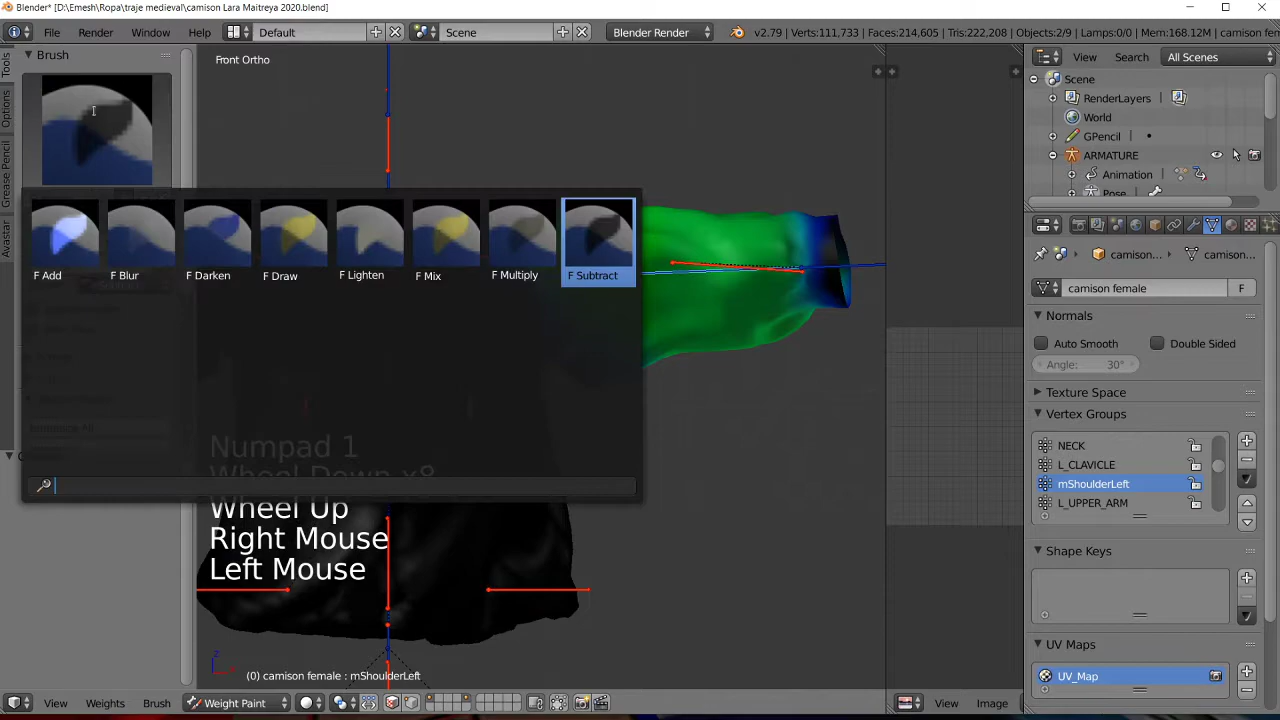 Blender* [D:\Emesh\Ropa\traje medieval\camison Lara Maitreya 2020.blend]
File Render Window Help Default Scene Blender Render v2.79 | Verts:111,733 | Faces:214,605 | Tris:222,208 | Objects:2/9 | Lamps:0/0 | Mem:168.12M | camison fem
Brush
Front Ortho
Tools
Options
Grease Pencil
Avastar
F Add
F Blur
F Darken
F Draw
F Lighten
F Mix
F Multiply
F Subtract
Numpad 1
Wheel Down x8
Wheel Up
Right Mouse
Left Mouse
(0) camison female : mShoulderLeft
View Weights Brush Weight Paint
View Image
View Search All Scenes
Scene
RenderLayers
World
GPencil
ARMATURE
Animation
Pose
camison... camison...
camison female F
Normals
Auto Smooth Double Sided
Angle: 30°
Texture Space
Vertex Groups
NECK
L_CLAVICLE
mShoulderLeft
L_UPPER_ARM
Shape Keys
UV Maps
UV_Map